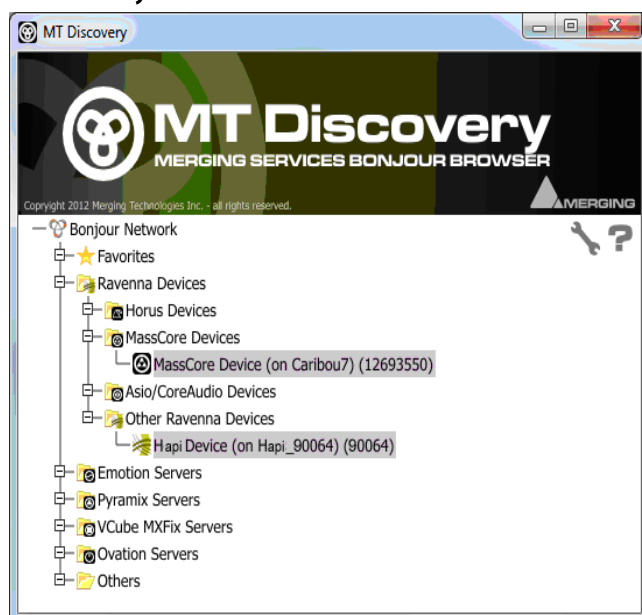 MT Discovery
MT Discovery
MERGING SERVICES BONJOUR BROWSER
Copyright 2012 Merging Technologies Inc. - all rights reserved.
MERGING
Bonjour Network
Favorites
Ravenna Devices
Horus Devices
MassCore Devices
MassCore Device (on Caribou7) (12693550)
Asio/CoreAudio Devices
Other Ravenna Devices
Hapi Device (on Hapi_90064) (90064)
Emotion Servers
Pyramix Servers
VCube MXFix Servers
Ovation Servers
Others